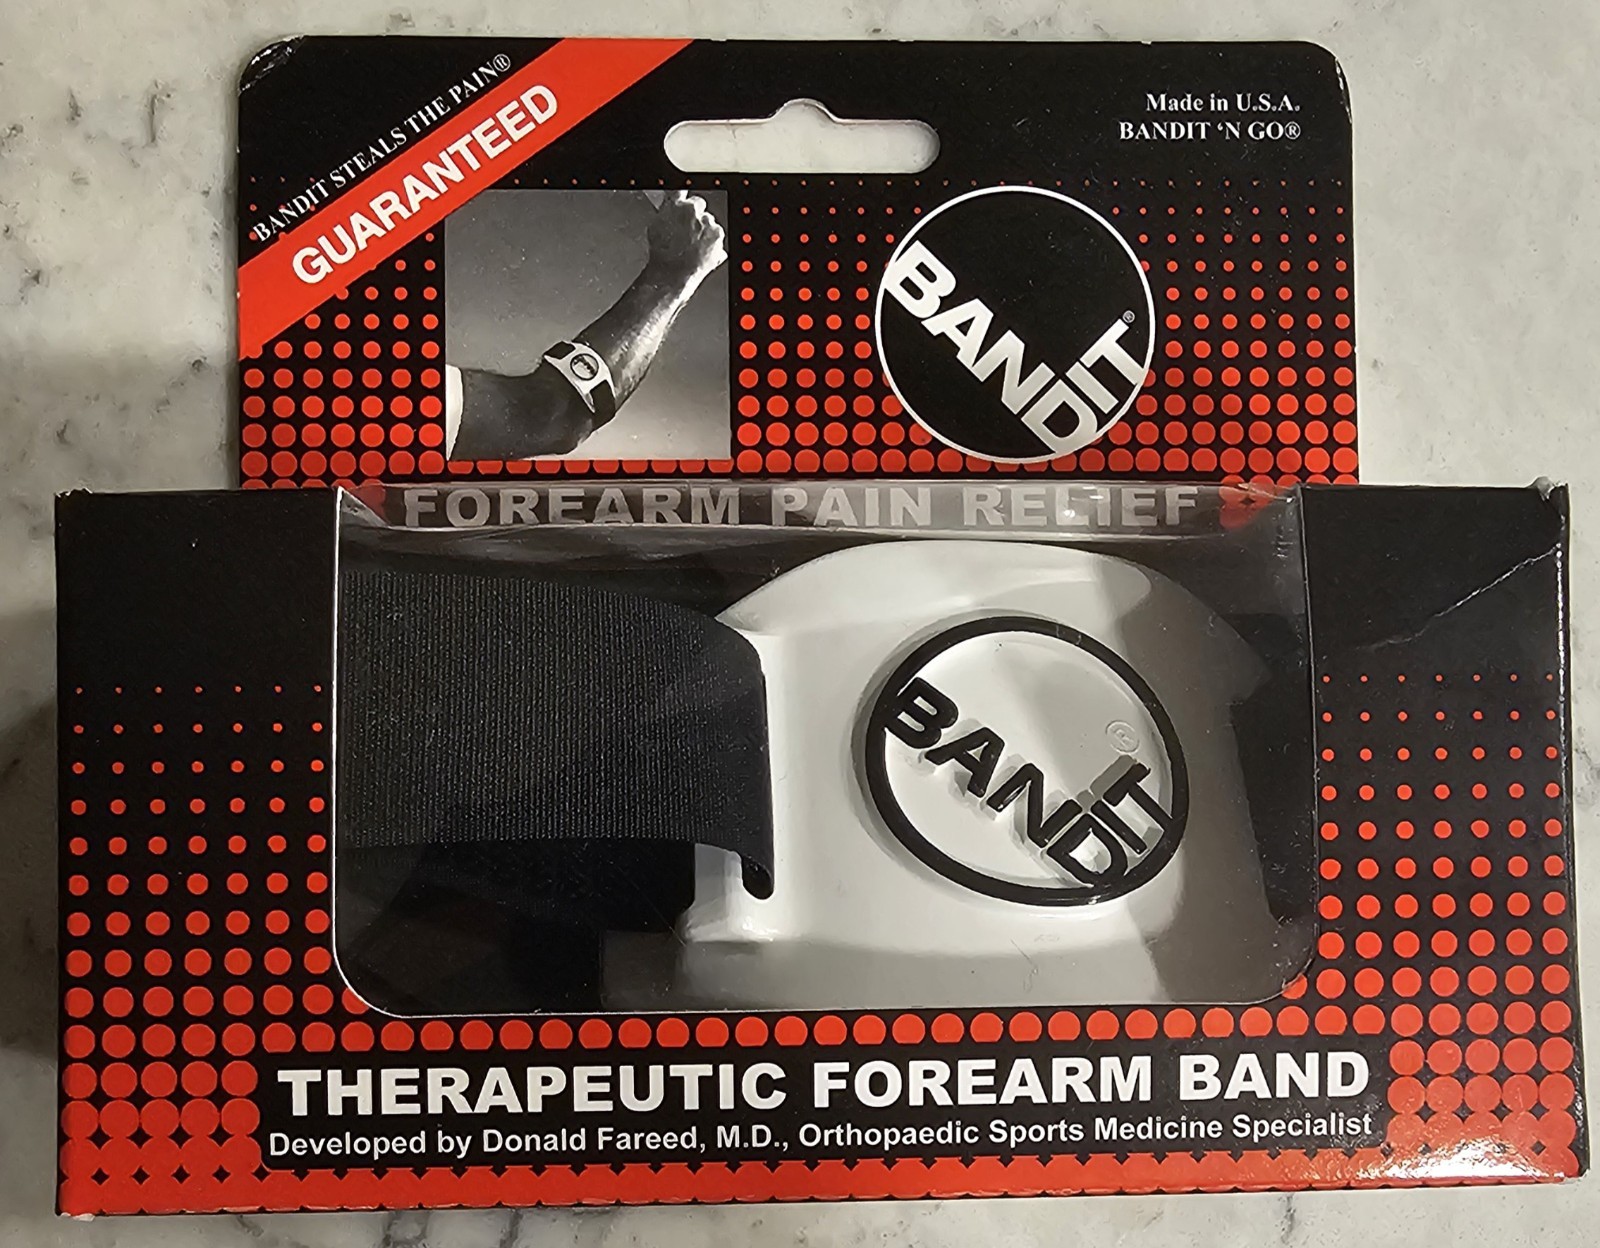 BANDIT STEALS THE PAIN®
GUARANTEED
Made in U.S.A.
BANDIT ‘N GO®
BANDIT®
FOREARM PAIN RELIEF
BANDIT®
THERAPEUTIC FOREARM BAND
Developed by Donald Fareed, M.D., Orthopaedic Sports Medicine Specialist